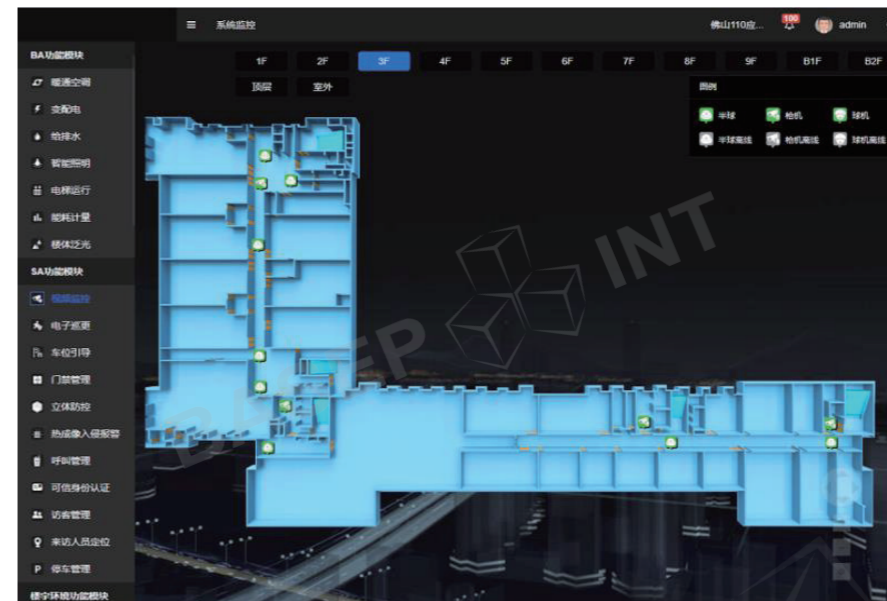 系统监控
佛山110应...
100
admin
BA功能模块
暖通空调
变配电
给排水
智能照明
电梯运行
能耗计量
楼体泛光
SA功能模块
视频监控
电子巡更
车位引导
门禁管理
立体防控
热成像入侵报警
呼叫管理
可信身份认证
访客管理
来访人员定位
P 停车管理
楼宇环境功能模块
1F 2F 3F 4F 5F 6F 7F 8F 9F B1F B2F
顶层 室外
图例
半球 枪机 球机
半球离线 枪机离线 球机离线
INT